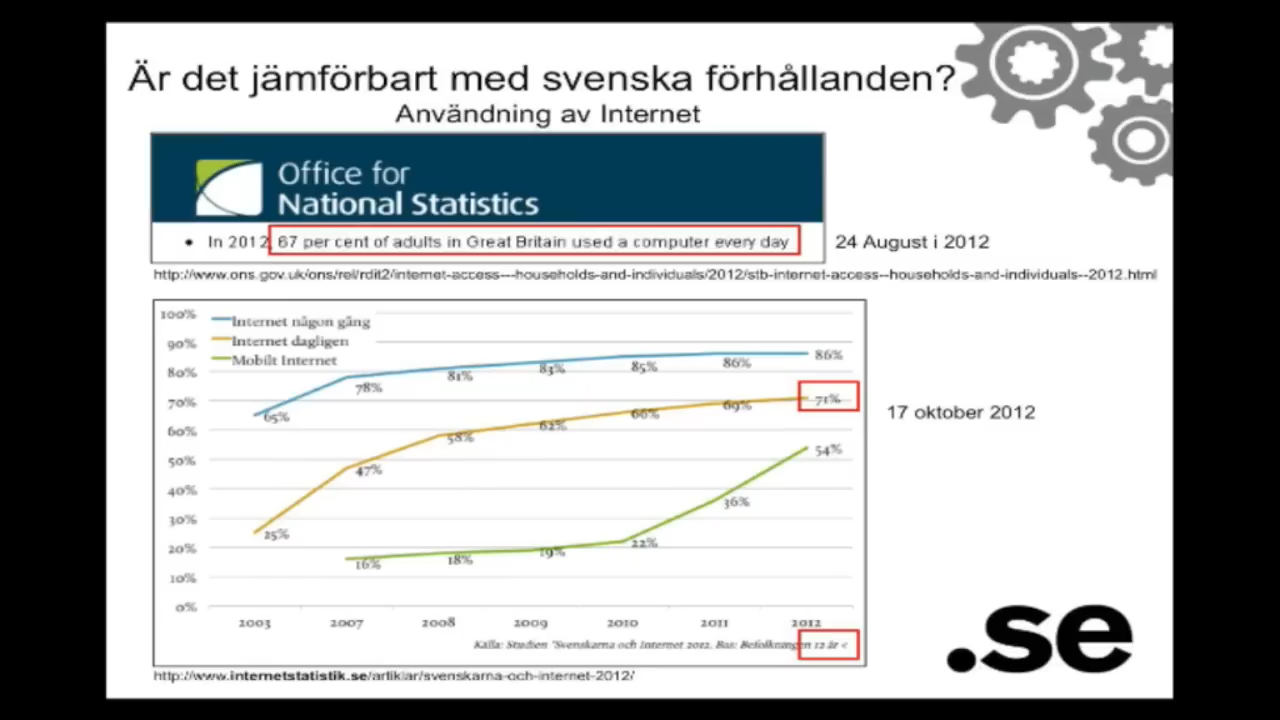 Är det jämförbart med svenska förhållanden?
Användning av Internet
Office for
National Statistics
• In 2012, 67 per cent of adults in Great Britain used a computer every day
24 August i 2012
http://www.ons.gov.uk/ons/rel/rdit2/internet-access---households-and-individuals/2012/stb-internet-access--households-and-individuals--2012.html
100%
90%
80%
70%
60%
50%
40%
30%
20%
10%
0%
Internet någon gång
Internet dagligen
Mobilt Internet
65%
78%
81%
83%
85%
86%
86%
25%
47%
58%
62%
66%
69%
71%
16%
18%
19%
22%
36%
54%
17 oktober 2012
2003
2007
2008
2009
2010
2011
2012
Källa: Studien "Svenskarna och Internet 2012. Bas: Befolkningen 12 år <
http://www.internetstatistik.se/artiklar/svenskarna-och-internet-2012/
.se